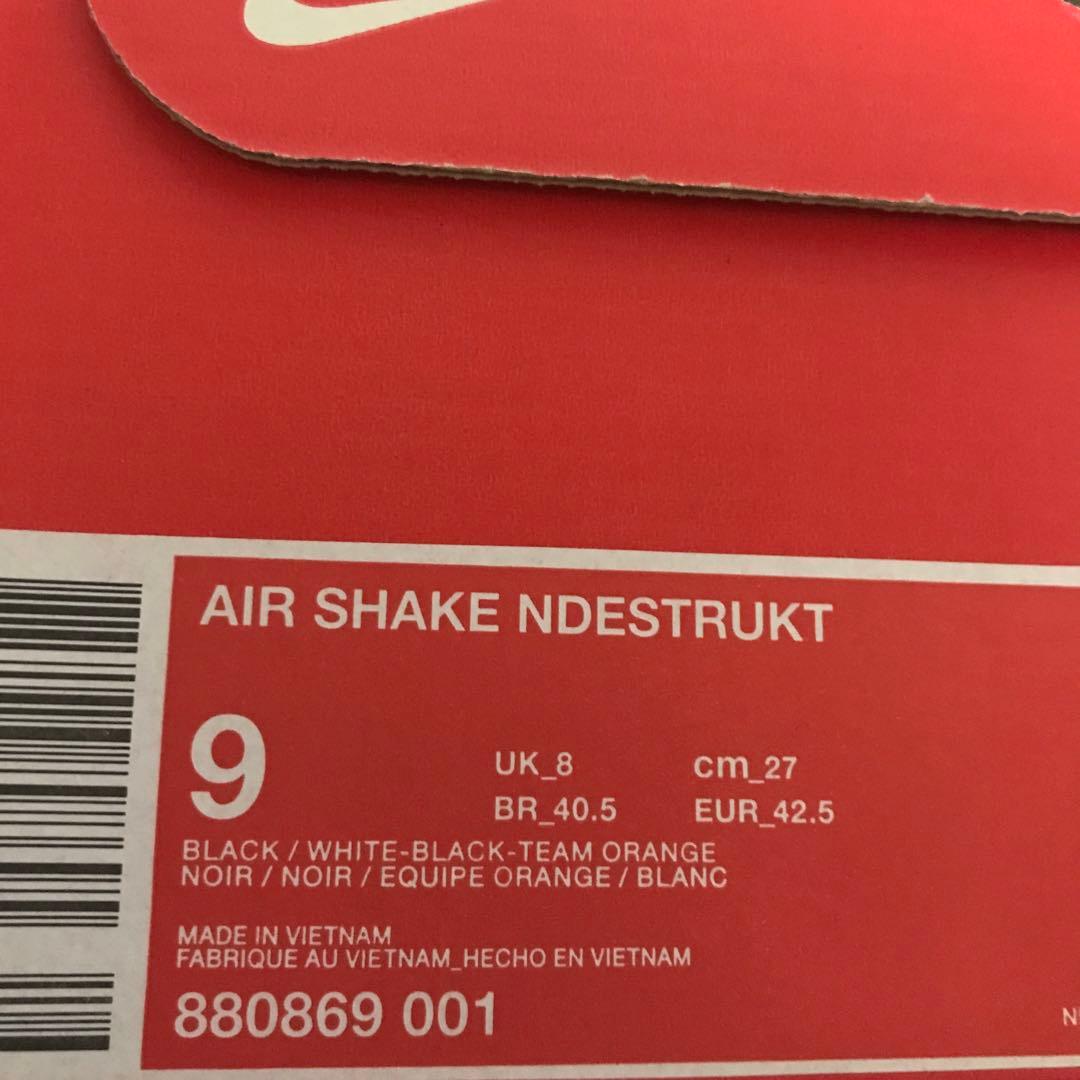 AIR SHAKE NDESTRUKT
9
UK_8 cm_27
BR_40.5 EUR_42.5
BLACK / WHITE-BLACK-TEAM ORANGE
NOIR / NOIR / EQUIPE ORANGE / BLANC
MADE IN VIETNAM
FABRIQUE AU VIETNAM_HECHO EN VIETNAM
880869 001